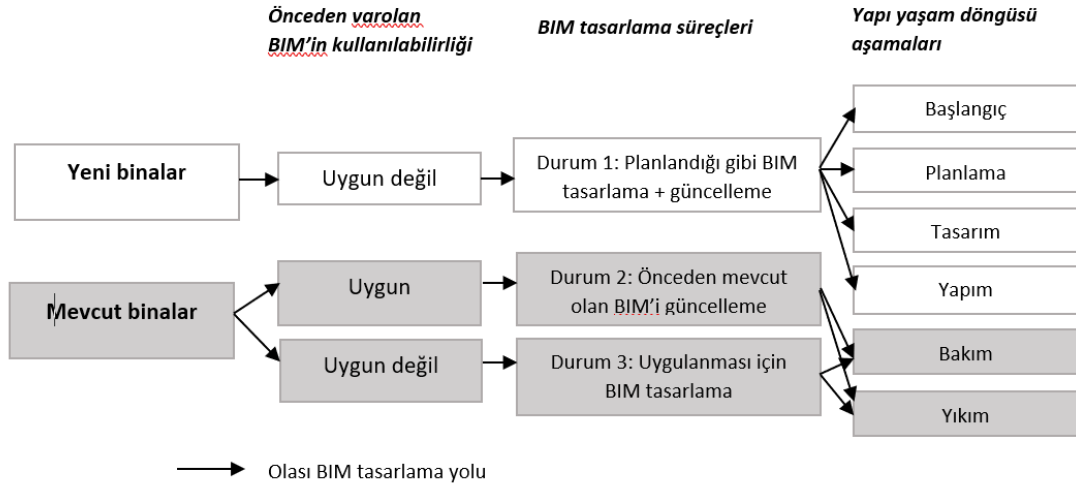 Önceden varolan
BIM'in kullanılabilirliği
BIM tasarlama süreçleri
Yapı yaşam döngüsü
aşamaları
Yeni binalar
Uygun değil
Durum 1: Planlandığı gibi BIM
tasarlama + güncelleme
Başlangıç
Planlama
Tasarım
Yapım
Mevcut binalar
Uygun
Durum 2: Önceden mevcut
olan BIM'i güncelleme
Uygun değil
Durum 3: Uygulanması için
BIM tasarlama
Bakım
Yıkım
Olası BIM tasarlama yolu